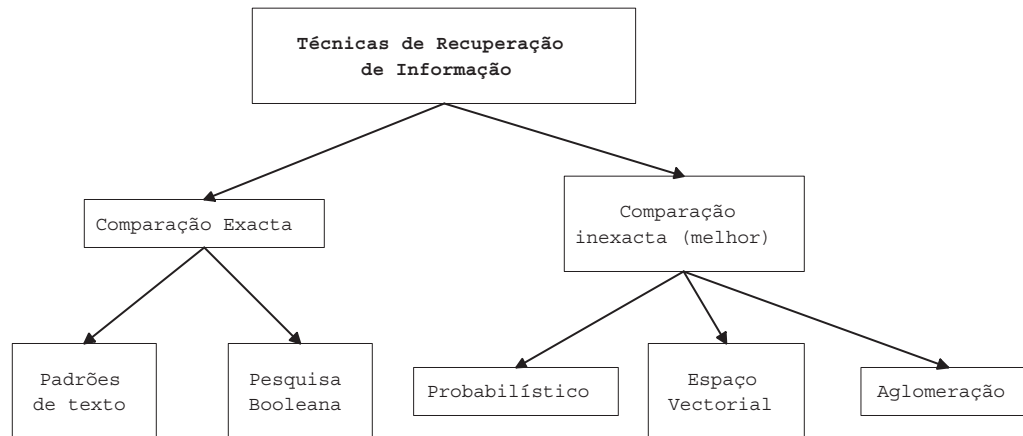 Técnicas de Recuperação
de Informação
Comparação Exacta
Comparação
inexacta (melhor)
Padrões
de texto
Pesquisa
Booleana
Probabilístico
Espaço
Vectorial
Aglomeração